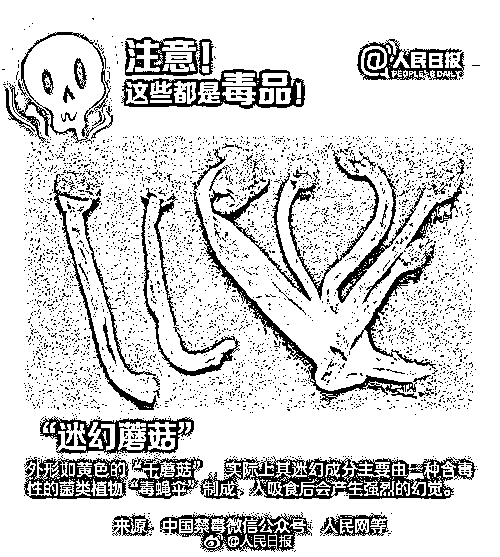 注意!
这些都是毒品!
@人民日报
PEOPLE'S DAILY
“迷幻蘑菇”
外形如黄色的“干蘑菇”,实际上其迷幻成分主要由一种含毒
性的菌类植物“毒蝇伞”制成,人吸食后会产生强烈的幻觉。
来源:中国禁毒微信公众号、人民网等
@人民日报